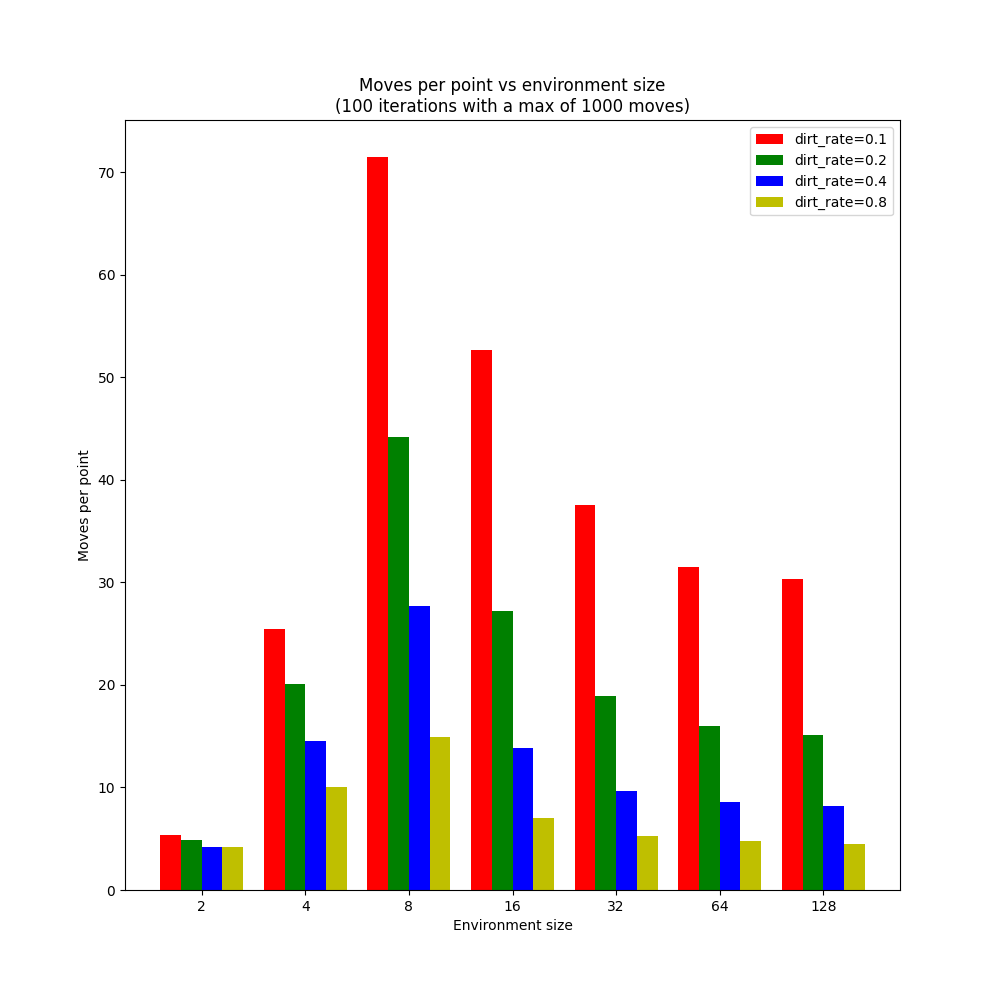 Moves per point vs environment size
(100 iterations with a max of 1000 moves)
dirt_rate=0.1
dirt_rate=0.2
dirt_rate=0.4
dirt_rate=0.8
70
60
50
40
30
20
10
0
Moves per point
2 4 8 16 32 64 128
Environment size